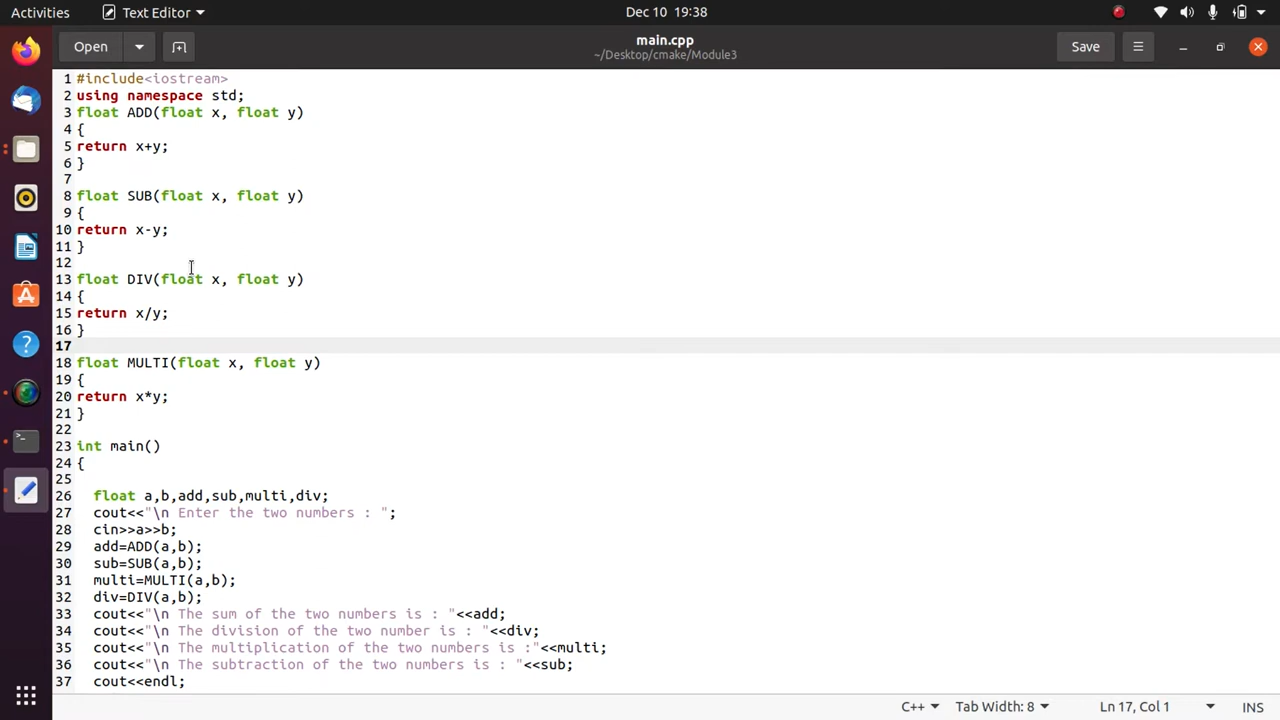 Activities Text Editor Dec 10 19:38
Open main.cpp Save
~/Desktop/cmake/Module3
1 #include<iostream>
2 using namespace std;
3 float ADD(float x, float y)
4 {
5 return x+y;
6 }
7
8 float SUB(float x, float y)
9 {
10 return x-y;
11 }
12
13 float DIV(float x, float y)
14 {
15 return x/y;
16 }
17
18 float MULTI(float x, float y)
19 {
20 return x*y;
21 }
22
23 int main()
24 {
25
26   float a,b,add,sub,multi,div;
27   cout<<"\n Enter the two numbers : ";
28   cin>>a>>b;
29   add=ADD(a,b);
30   sub=SUB(a,b);
31   multi=MULTI(a,b);
32   div=DIV(a,b);
33   cout<<"\n The sum of the two numbers is : "<<add;
34   cout<<"\n The division of the two number is : "<<div;
35   cout<<"\n The multiplication of the two numbers is :"<<multi;
36   cout<<"\n The subtraction of the two numbers is : "<<sub;
37   cout<<endl;
C++ Tab Width: 8 Ln 17, Col 1 INS